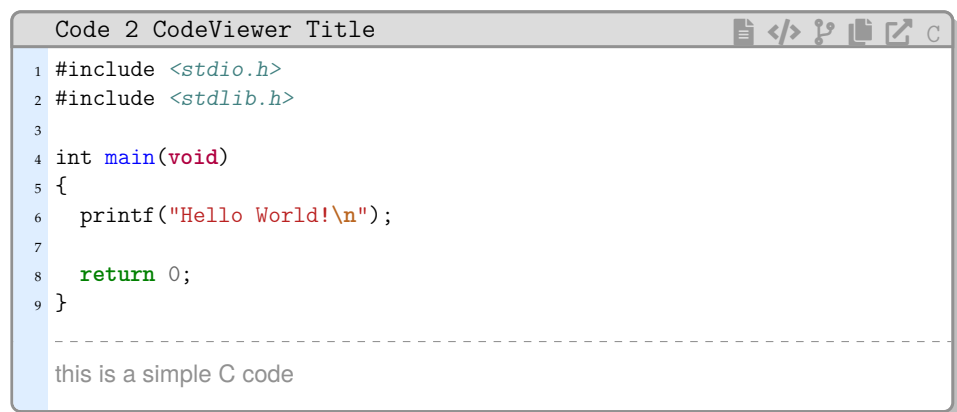 Code 2 CodeViewer Title C
1 #include <stdio.h>
2 #include <stdlib.h>
3
4 int main(void)
5 {
6   printf("Hello World!\n");
7
8   return 0;
9 }
this is a simple C code